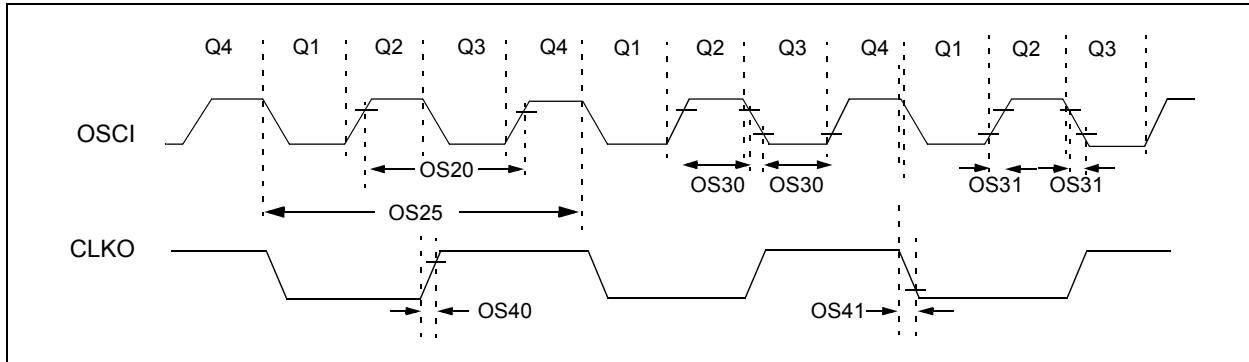 Q4 Q1 Q2 Q3 Q4 Q1 Q2 Q3 Q4 Q1 Q2 Q3
OSCI
OS20 OS30 OS30 OS31 OS31
OS25
CLKO
OS40 OS41